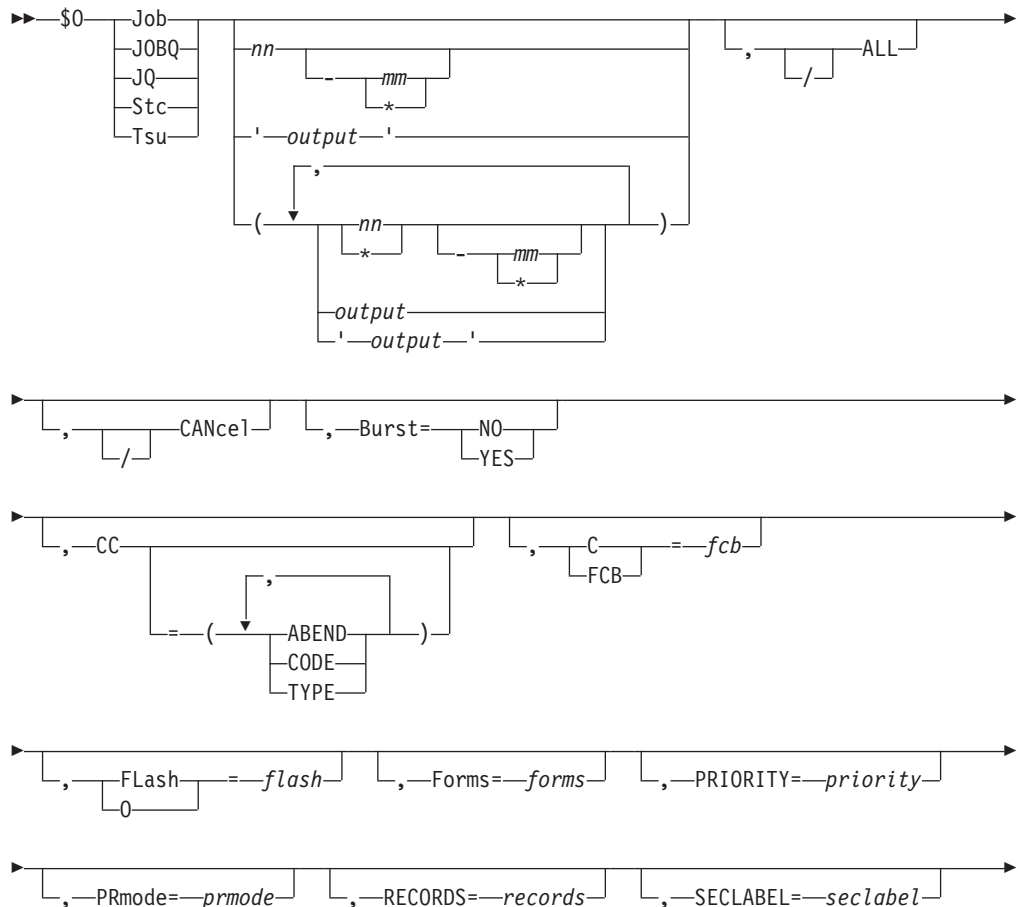 $O Job , ALL
JOBQ nn /
JQ - mm
Stc *
Tsu ' output '
,
( nn )
* - mm
*
output
' output '
, CANcel , Burst= NO
/ YES
, CC , C = fcb
, FCB
= ( ABEND )
CODE
TYPE
, FLash = flash , Forms= forms , PRIORITY= priority
O
, PRmode= prmode , RECORDS= records , SECLABEL= seclabel